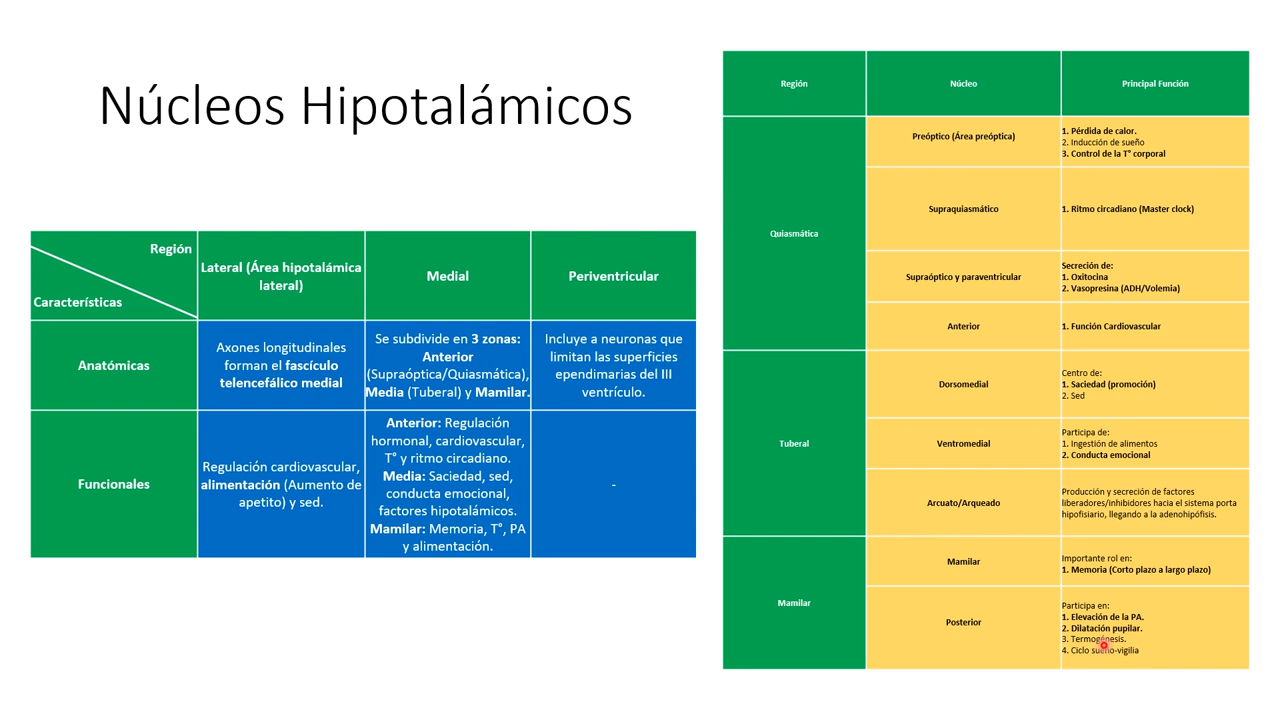 Núcleos Hipotalámicos
Región
Características
Lateral (Área hipotalámica
lateral)
Medial
Periventricular
Anatómicas
Axones longitudinales
forman el fascículo
telencefálico medial
Se subdivide en 3 zonas:
Anterior
(Supraóptica/Quiasmática),
Media (Tuberal) y Mamilar.
Incluye a neuronas que
limitan las superficies
ependimarias del III
ventrículo.
Funcionales
Regulación cardiovascular,
alimentación (Aumento de
apetito) y sed.
Anterior: Regulación
hormonal, cardiovascular,
T° y ritmo circadiano.
Media: Saciedad, sed,
conducta emocional,
factores hipotalámicos.
Mamilar: Memoria, T°, PA
y alimentación.
-
Región
Núcleo
Principal Función
Quiasmática
Preóptico (Área preóptica)
1. Pérdida de calor.
2. Inducción de sueño
3. Control de la T° corporal
Supraquiasmático
1. Ritmo circadiano (Master clock)
Supraóptico y paraventricular
Secreción de:
1. Oxitocina
2. Vasopresina (ADH/Volemia)
Anterior
1. Función Cardiovascular
Tuberal
Dorsomedial
Centro de:
1. Saciedad (promoción)
2. Sed
Ventromedial
Participa de:
1. Ingestión de alimentos
2. Conducta emocional
Arcuato/Arqueado
Producción y secreción de factores
liberadores/inhibidores hacia el sistema porta
hipofisiario, llegando a la adenohipófisis.
Mamilar
Mamilar
Importante rol en:
1. Memoria (Corto plazo a largo plazo)
Posterior
Participa en:
1. Elevación de la PA.
2. Dilatación pupilar.
3. Termogénesis.
4. Ciclo sueño-vigilia